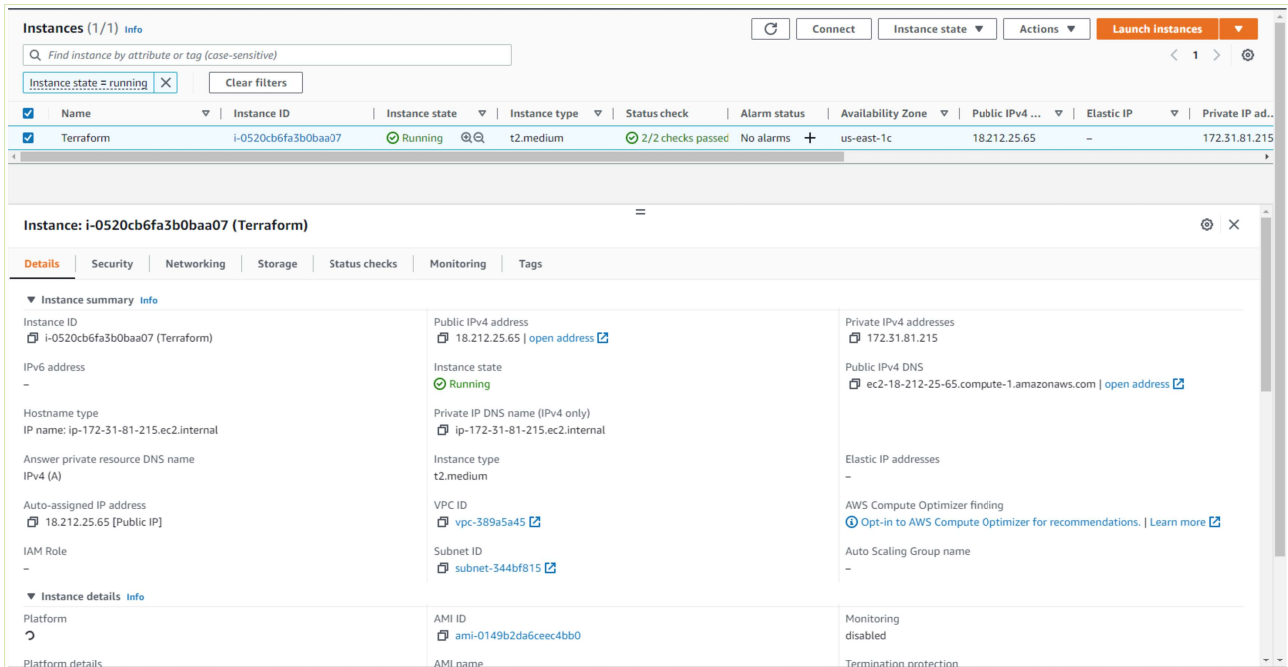 Instances (1/1) Info
Connect Instance state Actions Launch instances
Find instance by attribute or tag (case-sensitive)
1
Instance state = running Clear filters
Name Instance ID Instance state Instance type Status check Alarm status Availability Zone Public IPv4 ... Elastic IP Private IP ad..
Terraform i-0520cb6fa3b0baa07 Running t2.medium 2/2 checks passed No alarms + us-east-1c 18.212.25.65 – 172.31.81.215
Instance: i-0520cb6fa3b0baa07 (Terraform)
Details Security Networking Storage Status checks Monitoring Tags
Instance summary Info
Instance ID Public IPv4 address Private IPv4 addresses
i-0520cb6fa3b0baa07 (Terraform) 18.212.25.65 | open address 172.31.81.215
IPv6 address Instance state Public IPv4 DNS
– Running ec2-18-212-25-65.compute-1.amazonaws.com | open address
Hostname type Private IP DNS name (IPv4 only)
IP name: ip-172-31-81-215.ec2.internal ip-172-31-81-215.ec2.internal
Answer private resource DNS name Instance type Elastic IP addresses
IPv4 (A) t2.medium –
Auto-assigned IP address VPC ID AWS Compute Optimizer finding
18.212.25.65 [Public IP] vpc-389a5a45 Opt-in to AWS Compute Optimizer for recommendations. | Learn more
IAM Role Subnet ID Auto Scaling Group name
– subnet-344bf815 –
Instance details Info
Platform AMI ID Monitoring
ami-0149b2da6ceec4bb0 disabled
Platform details AMI name Termination protection